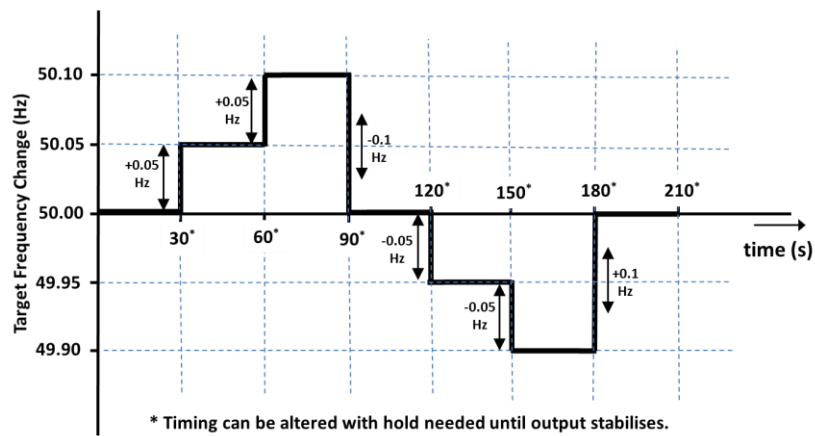 Target Frequency Change (Hz)
50.10
50.05
50.00
49.95
49.90
+0.05
Hz
+0.05
Hz
-0.1
Hz
30*
60*
90*
120*
150*
180*
210*
-0.05
Hz
-0.05
Hz
+0.1
Hz
time (s)
* Timing can be altered with hold needed until output stabilises.